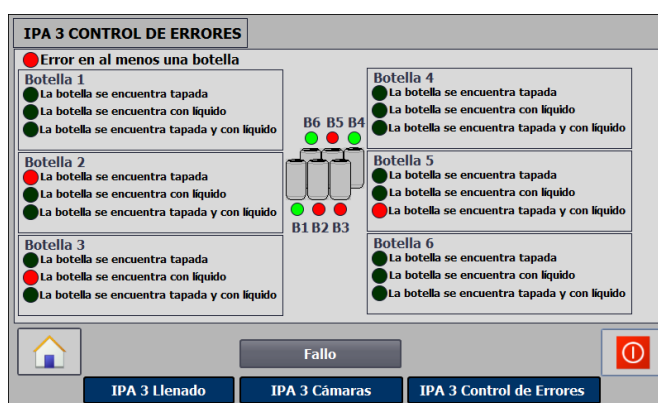 IPA 3 CONTROL DE ERRORES
Error en al menos una botella
Botella 1
La botella se encuentra tapada
La botella se encuentra con líquido
La botella se encuentra tapada y con líquido
Botella 2
La botella se encuentra tapada
La botella se encuentra con líquido
La botella se encuentra tapada y con líquido
Botella 3
La botella se encuentra tapada
La botella se encuentra con líquido
La botella se encuentra tapada y con líquido
B6 B5 B4
B1 B2 B3
Botella 4
La botella se encuentra tapada
La botella se encuentra con líquido
La botella se encuentra tapada y con líquido
Botella 5
La botella se encuentra tapada
La botella se encuentra con líquido
La botella se encuentra tapada y con líquido
Botella 6
La botella se encuentra tapada
La botella se encuentra con líquido
La botella se encuentra tapada y con líquido
Fallo
IPA 3 Llenado
IPA 3 Cámaras
IPA 3 Control de Errores